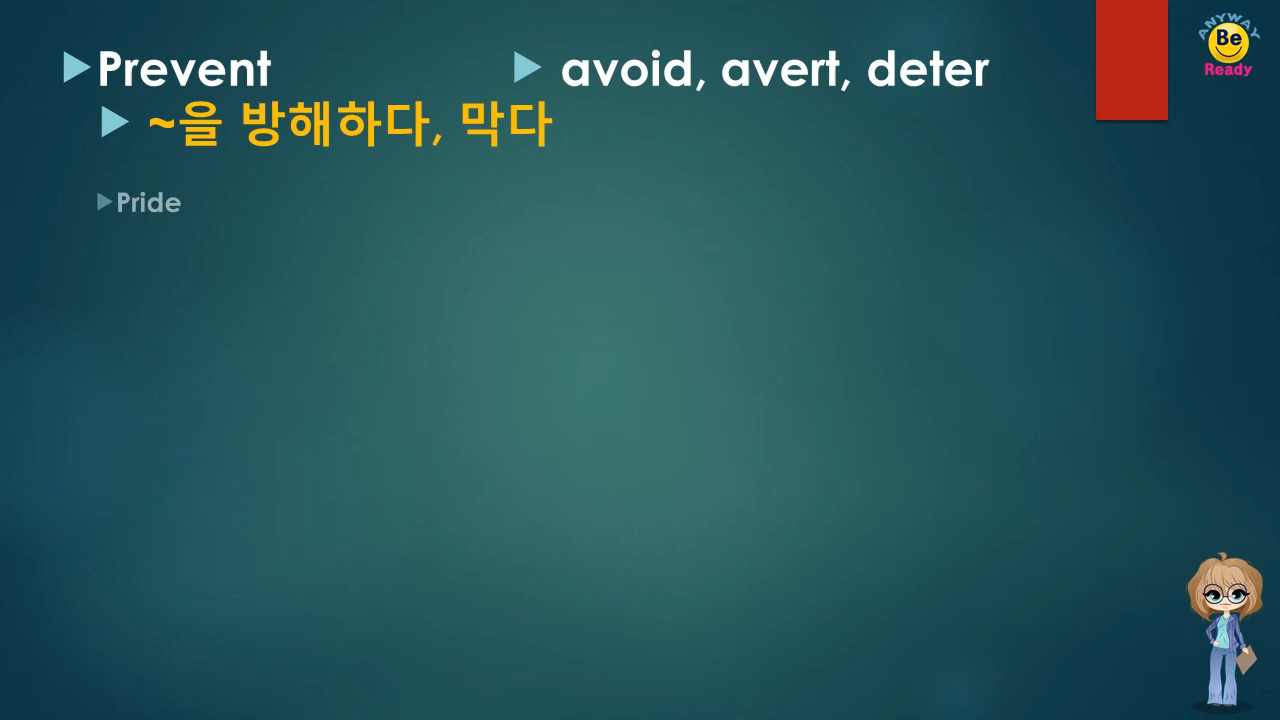 Prevent
avoid, avert, deter
~을 방해하다, 막다
Pride
ANYWAY
Be
Ready